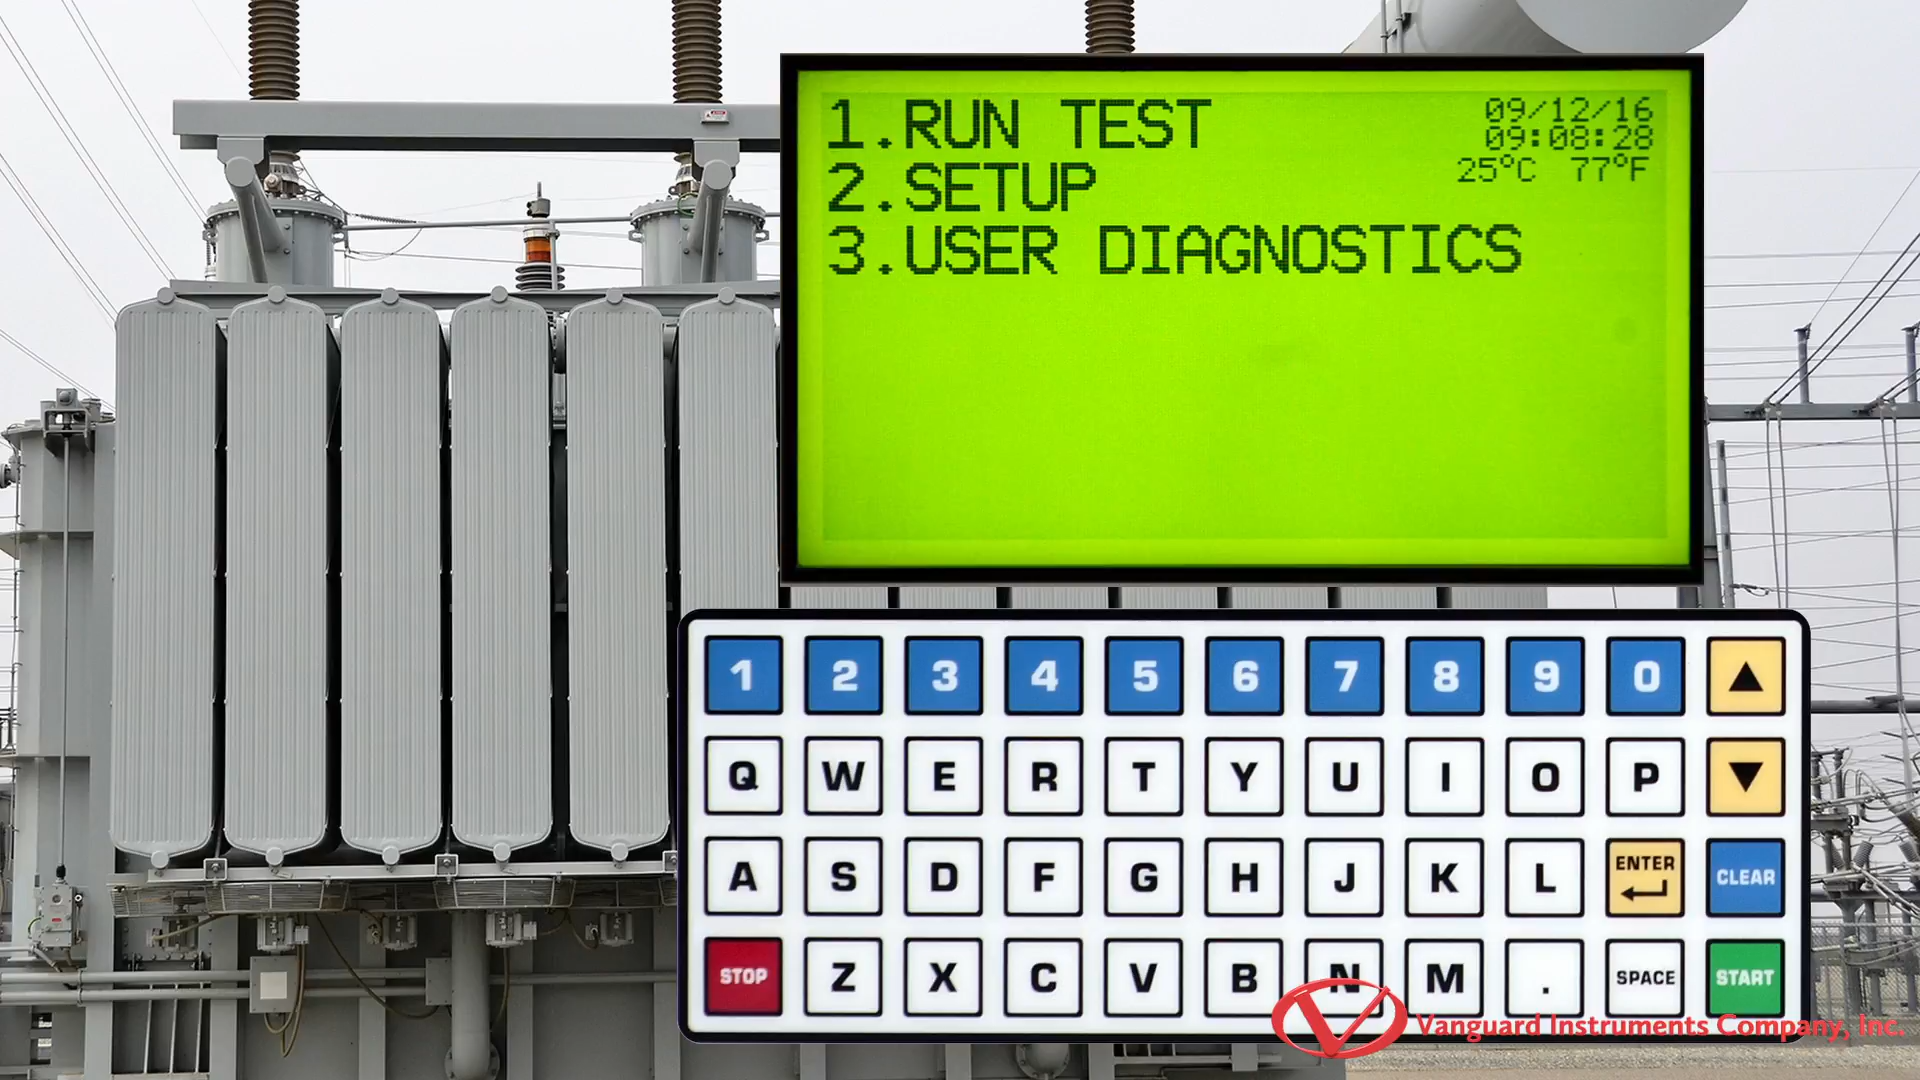 1.RUN TEST
09/12/16
09:08:28
2.SETUP
25°C 77°F
3.USER DIAGNOSTICS
1 2 3 4 5 6 7 8 9 0 ▲
Q W E R T Y U I O P ▼
A S D F G H J K L ENTER CLEAR
STOP Z X C V B N M . SPACE START
Vanguard Instruments Company, Inc.